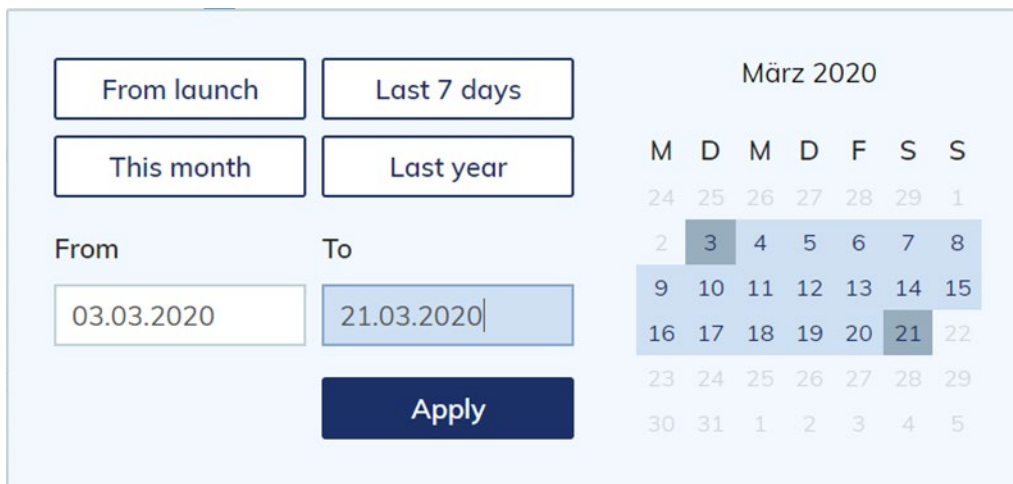 From launch
Last 7 days
This month
Last year
From
To
03.03.2020
21.03.2020
Apply
März 2020
M D M D F S S
24 25 26 27 28 29 1
2 3 4 5 6 7 8
9 10 11 12 13 14 15
16 17 18 19 20 21 22
23 24 25 26 27 28 29
30 31 1 2 3 4 5